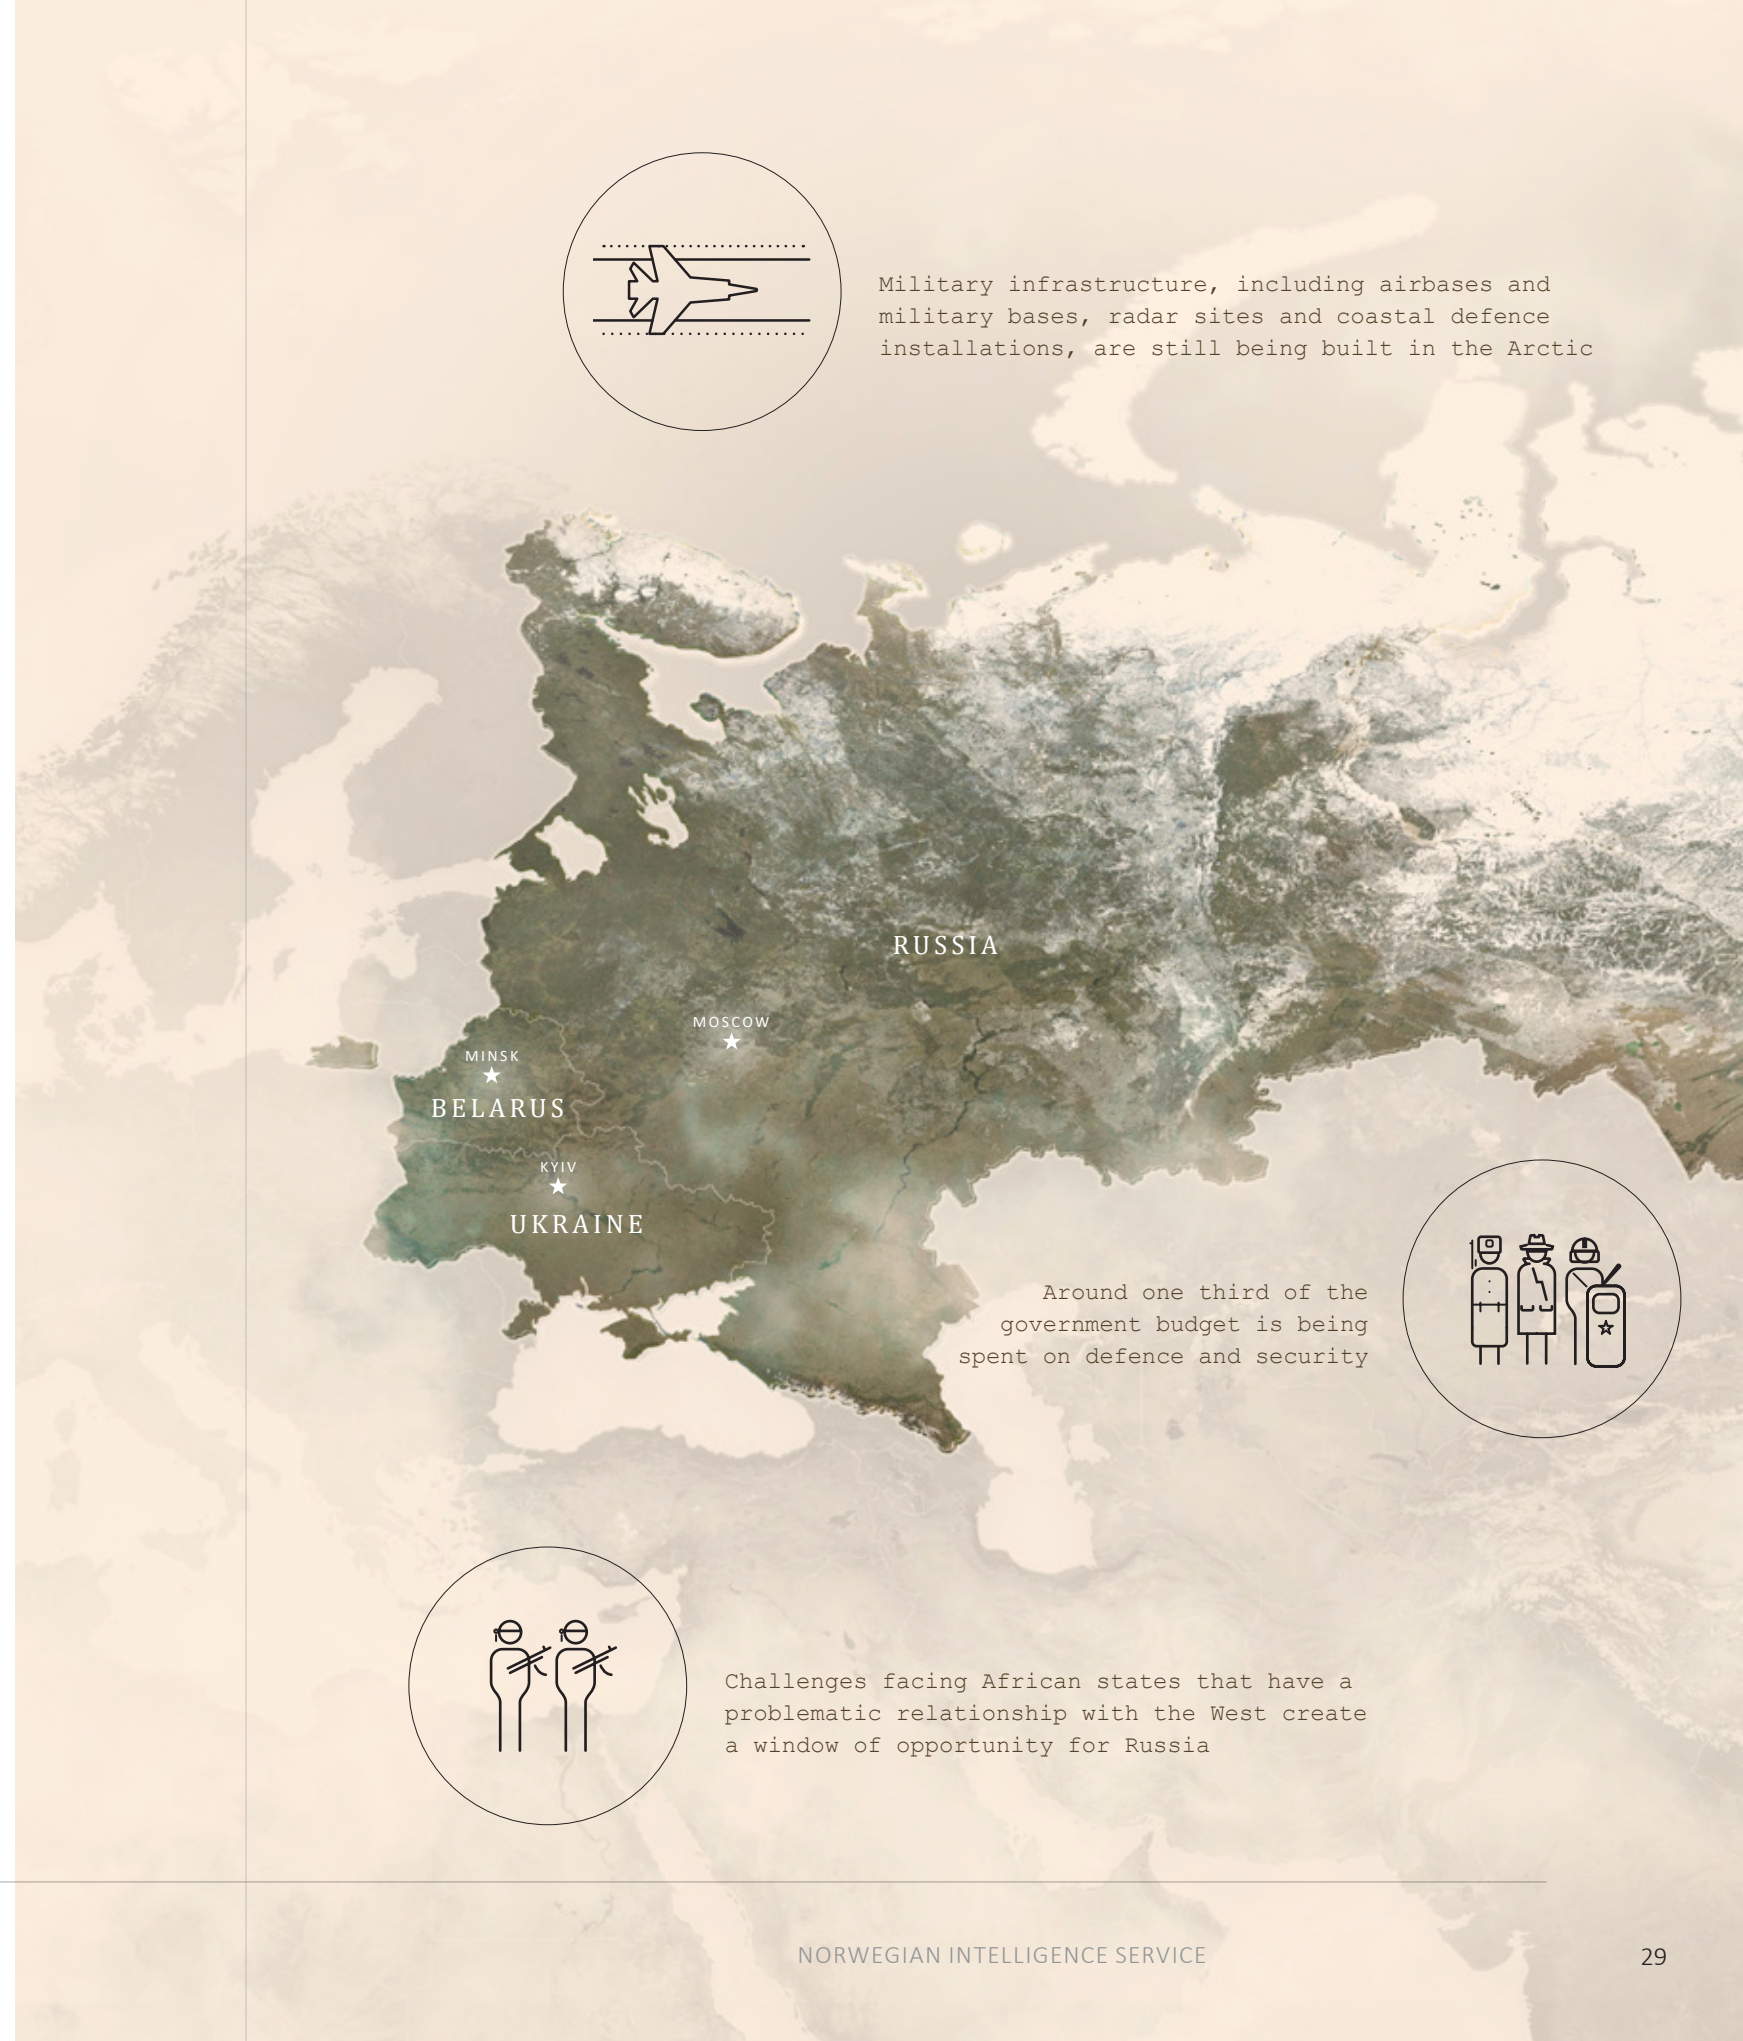 Military infrastructure, including airbases and
military bases, radar sites and coastal defence
installations, are still being built in the Arctic
RUSSIA
MOSCOW
MINSK
BELARUS
KYIV
UKRAINE
Around one third of the
government budget is being
spent on defence and security
Challenges facing African states that have a
problematic relationship with the West create
a window of opportunity for Russia
NORWEGIAN INTELLIGENCE SERVICE
29